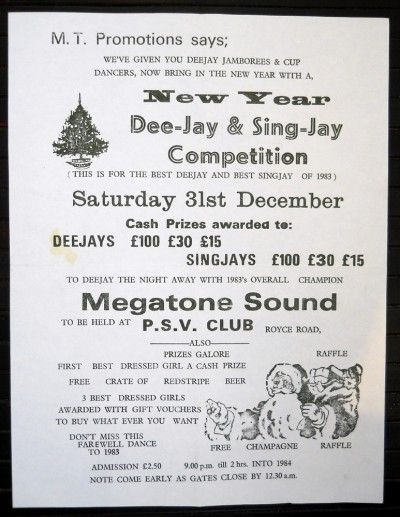 M.T. Promotions says;
WE'VE GIVEN YOU DEEJAY JAMBOREES & CUP
DANCERS, NOW BRING IN THE NEW YEAR WITH A,
New Year
Dee-Jay & Sing-Jay
Competition
(THIS IS FOR THE BEST DEEJAY AND BEST SINGJAY OF 1983)
Saturday 31st December
Cash Prizes awarded to:
DEEJAYS £100 £30 £15
SINGJAYS £100 £30 £15
TO DEEJAY THE NIGHT AWAY WITH 1983's OVERALL CHAMPION
Megatone Sound
TO BE HELD AT P.S.V. CLUB ROYCE ROAD,
ALSO
PRIZES GALORE RAFFLE
FIRST BEST DRESSED GIRL A CASH PRIZE
FREE CRATE OF REDSTRIPE BEER
3 BEST DRESSED GIRLS
AWARDED WITH GIFT VOUCHERS
TO BUY WHAT EVER YOU WANT
DON'T MISS THIS
FAREWELL DANCE
TO 1983
FREE CHAMPAGNE RAFFLE
ADMISSION £2.50 9.00 p.m. till 2 hrs. INTO 1984
NOTE COME EARLY AS GATES CLOSE BY 12.30 a.m.